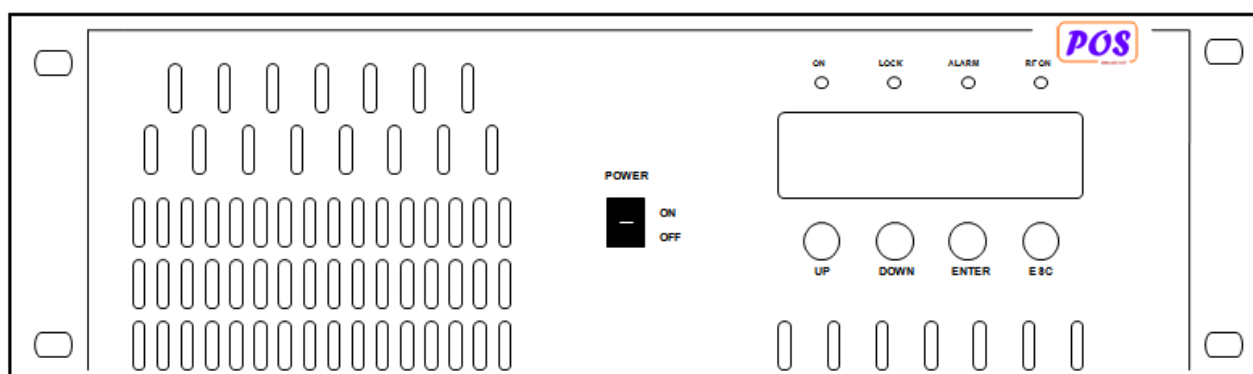 POS
ON
LOCK
ALARM
RF ON
POWER
ON
OFF
UP
DOWN
ENTER
ESC